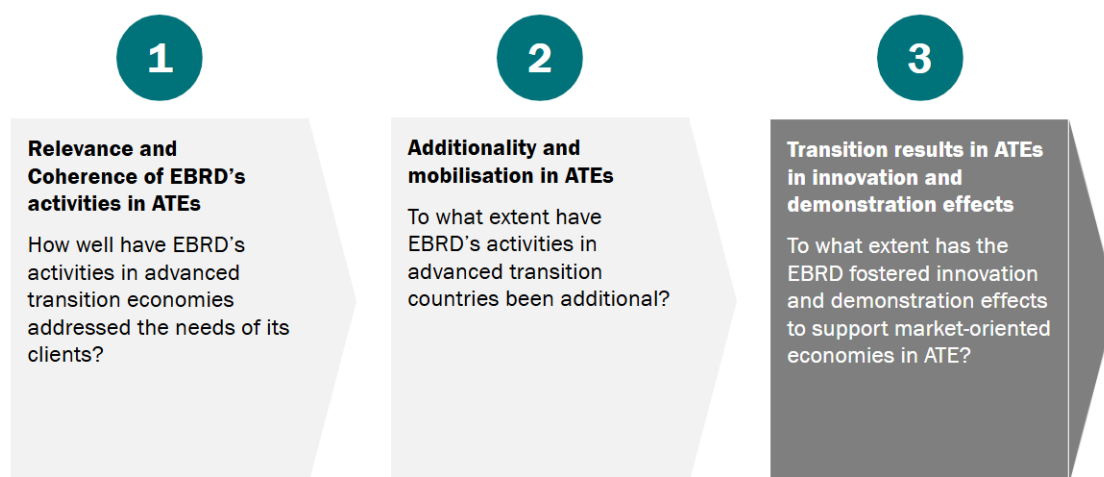 1
Relevance and
Coherence of EBRD’s
activities in ATEs
How well have EBRD’s
activities in advanced
transition economies
addressed the needs of its
clients?
2
Additionality and
mobilisation in ATEs
To what extent have
EBRD’s activities in
advanced transition
countries been additional?
3
Transition results in ATEs
in innovation and
demonstration effects
To what extent has the
EBRD fostered innovation
and demonstration effects
to support market-oriented
economies in ATE?